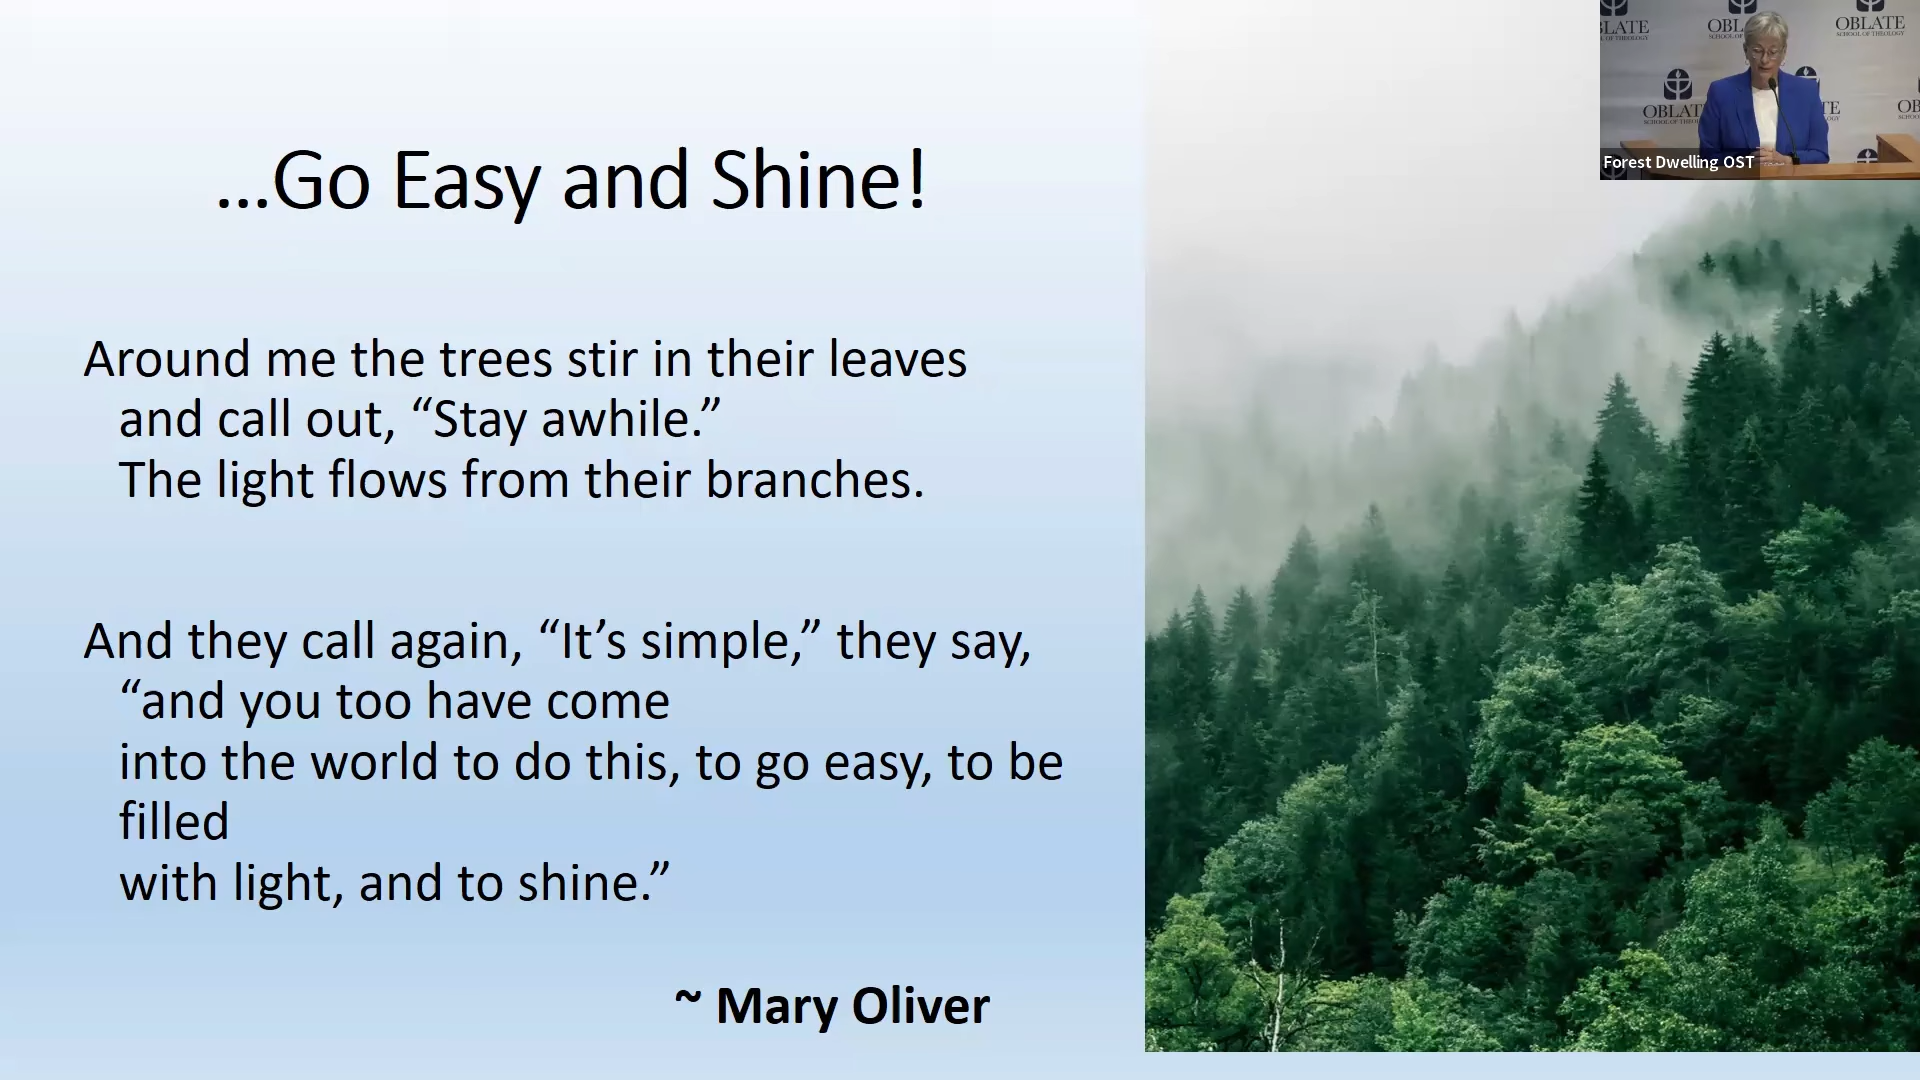 ...Go Easy and Shine!
Around me the trees stir in their leaves
and call out, “Stay awhile.”
The light flows from their branches.
And they call again, “It’s simple,” they say,
“and you too have come
into the world to do this, to go easy, to be
filled
with light, and to shine.”
~ Mary Oliver
OBLATE
SCHOOL OF THEOLOGY
OBLATE
Forest Dwelling OST